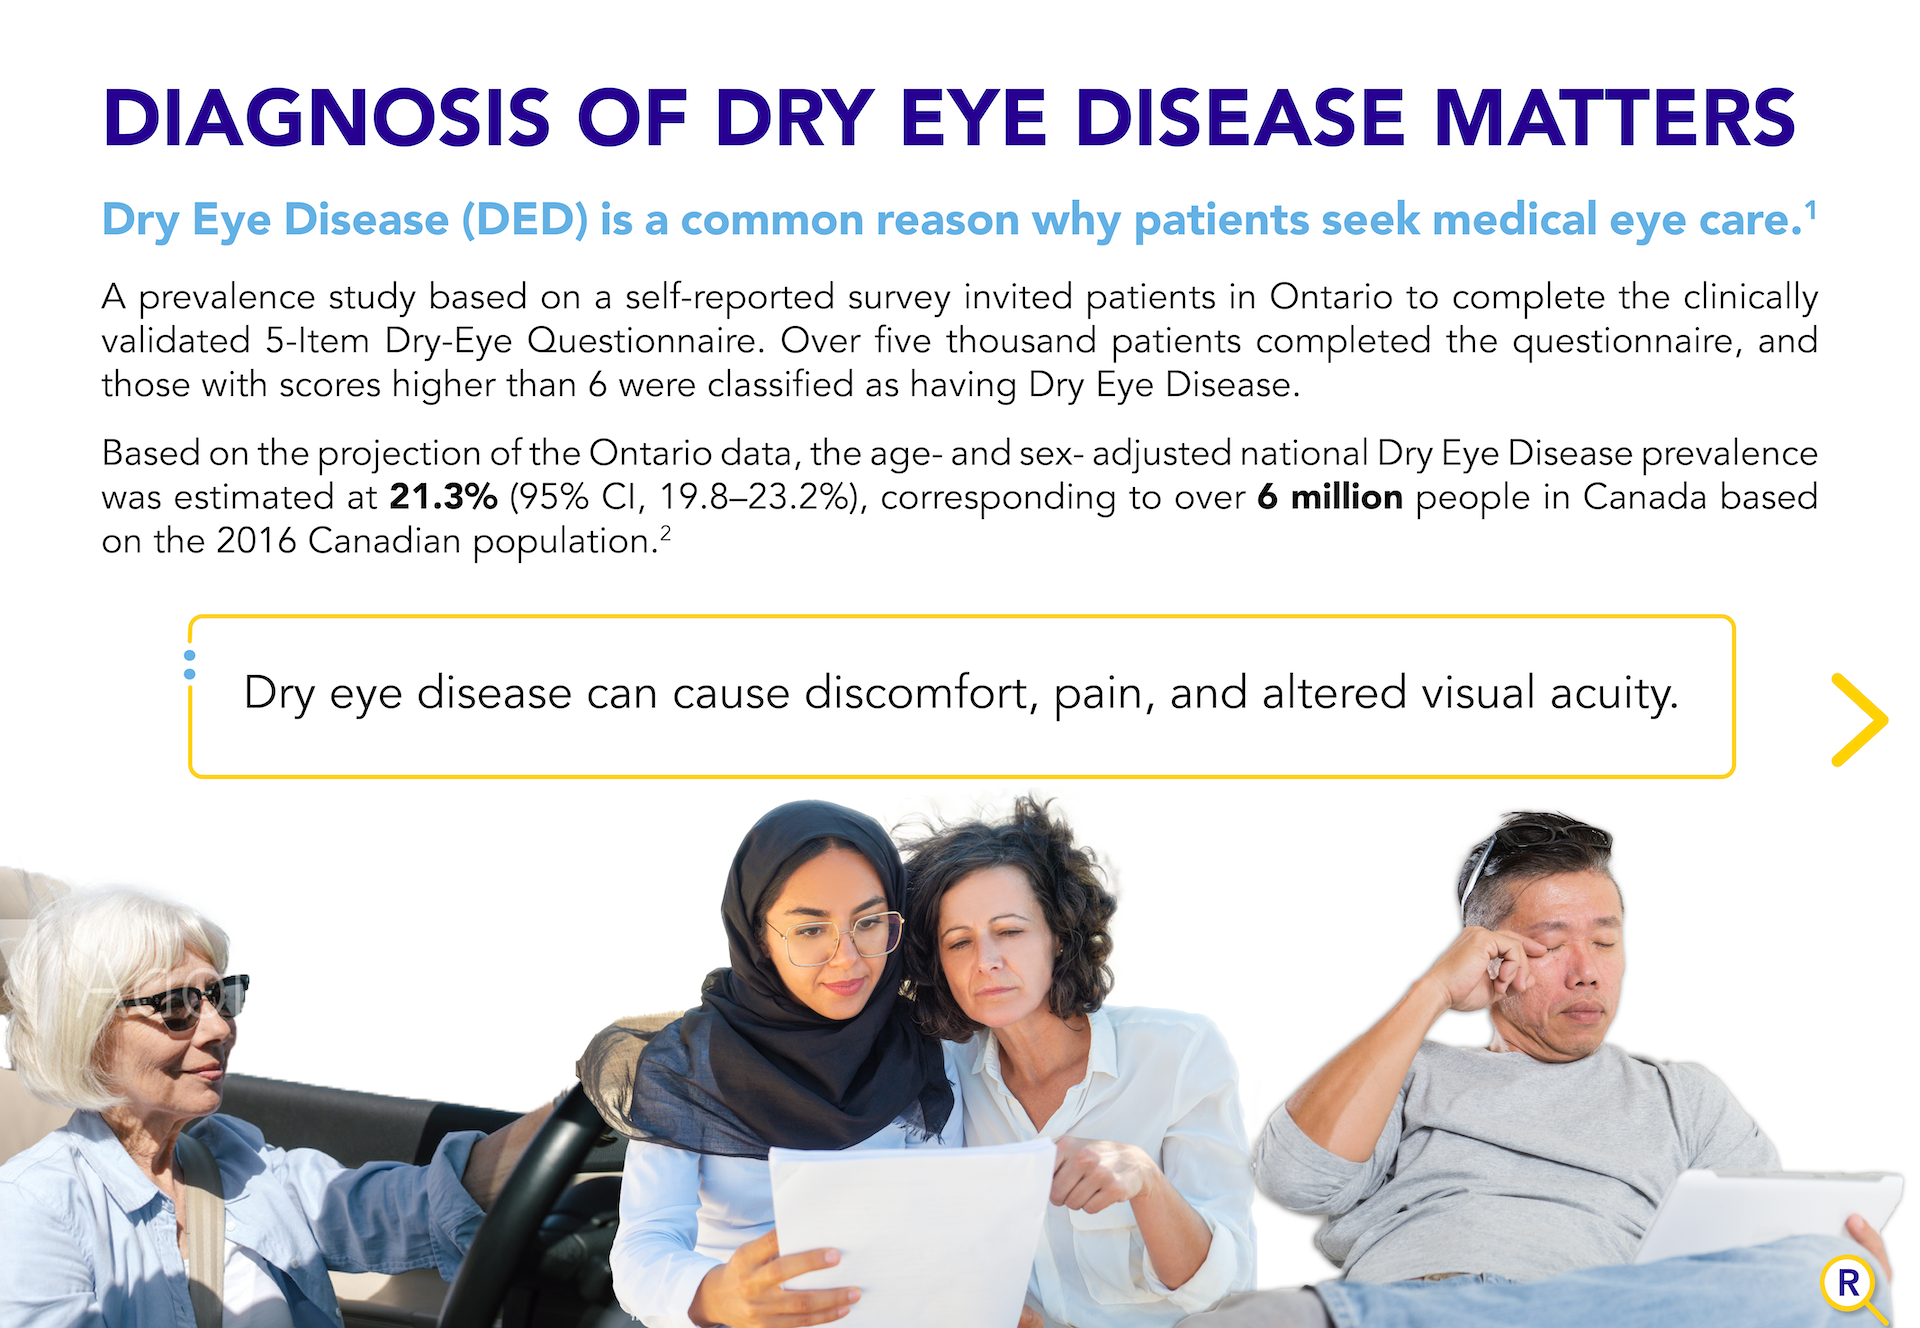 DIAGNOSIS OF DRY EYE DISEASE MATTERS
Dry Eye Disease (DED) is a common reason why patients seek medical eye care.¹
A prevalence study based on a self-reported survey invited patients in Ontario to complete the clinically
validated 5-Item Dry-Eye Questionnaire. Over five thousand patients completed the questionnaire, and
those with scores higher than 6 were classified as having Dry Eye Disease.
Based on the projection of the Ontario data, the age- and sex- adjusted national Dry Eye Disease prevalence
was estimated at 21.3% (95% CI, 19.8–23.2%), corresponding to over 6 million people in Canada based
on the 2016 Canadian population.²
Dry eye disease can cause discomfort, pain, and altered visual acuity.
R